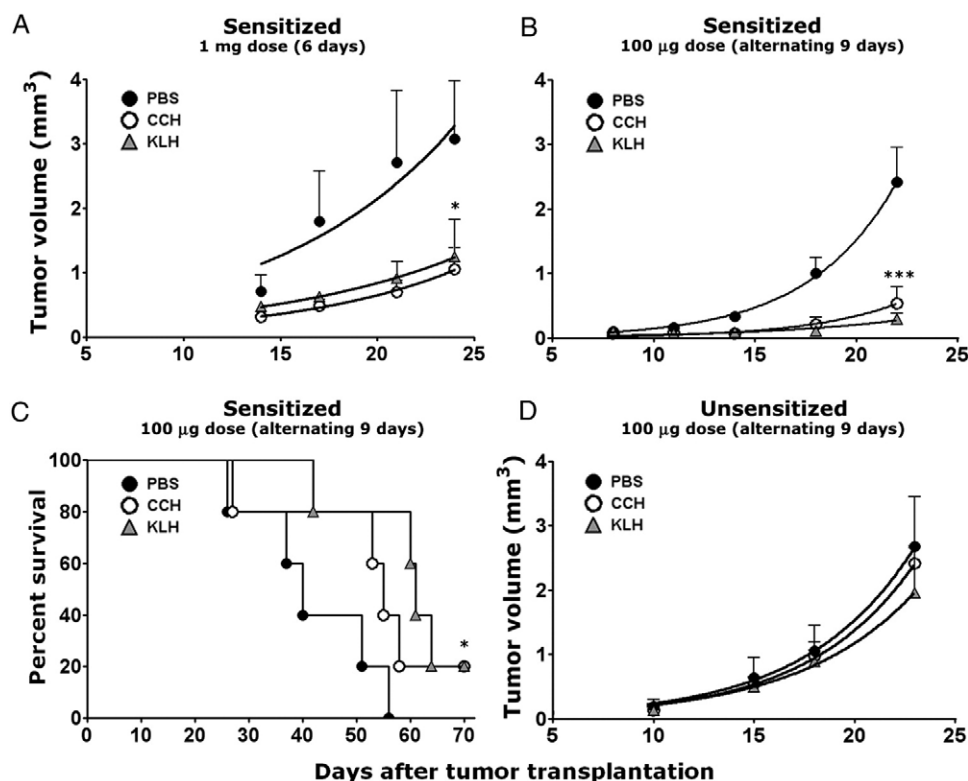 A
Sensitized
1 mg dose (6 days)
Tumor volume (mm³)
4
3
2
1
0
PBS
CCH
KLH
*
5 10 15 20 25
B
Sensitized
100 µg dose (alternating 9 days)
4
3
2
1
0
PBS
CCH
KLH
***
5 10 15 20 25
C
Sensitized
100 µg dose (alternating 9 days)
Percent survival
100
80
60
40
20
0
PBS
CCH
KLH
*
0 10 20 30 40 50 60 70
D
Unsensitized
100 µg dose (alternating 9 days)
Tumor volume (mm³)
4
3
2
1
0
PBS
CCH
KLH
5 10 15 20 25
Days after tumor transplantation